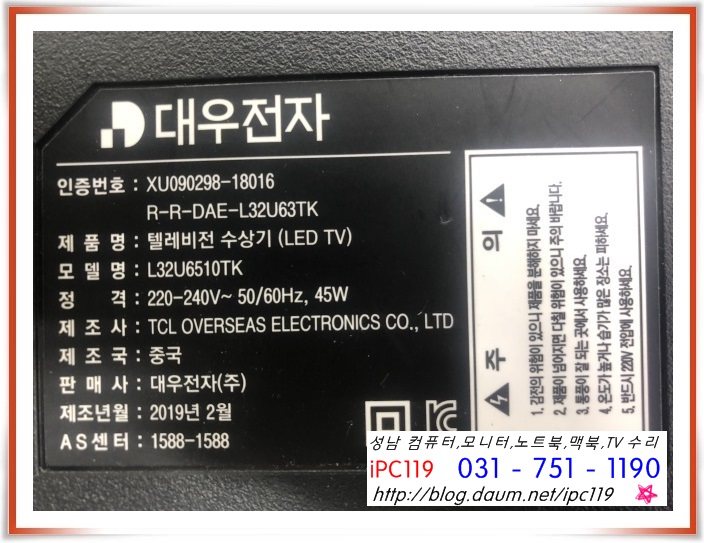 대우전자
인증번호 : XU090298-18016
R-R-DAE-L32U63TK
제 품 명 : 텔레비전 수상기 (LED TV)
모 델 명 : L32U6510TK
정 격 : 220-240V~ 50/60Hz, 45W
제 조 사 : TCL OVERSEAS ELECTRONICS CO., LTD
제 조 국 : 중국
판 매 사 : 대우전자(주)
제조년월 : 2019년 2월
AS센터 : 1588-1588
주 의
1. 감전의 위험이 있으니 제품을 분해하지 마세요.
2. 제품이 넘어지면 다칠 위험이 있으니 주의 바랍니다.
3. 통풍이 잘 되는 곳에서 사용하세요.
4. 온도가 높거나 습기가 많은 장소는 피하세요.
5. 반드시 220V 전압에 사용하세요.
성남 컴퓨터,모니터,노트북,맥북,TV 수리
iPC119 031 - 751 - 1190
http://blog.daum.net/ipc119